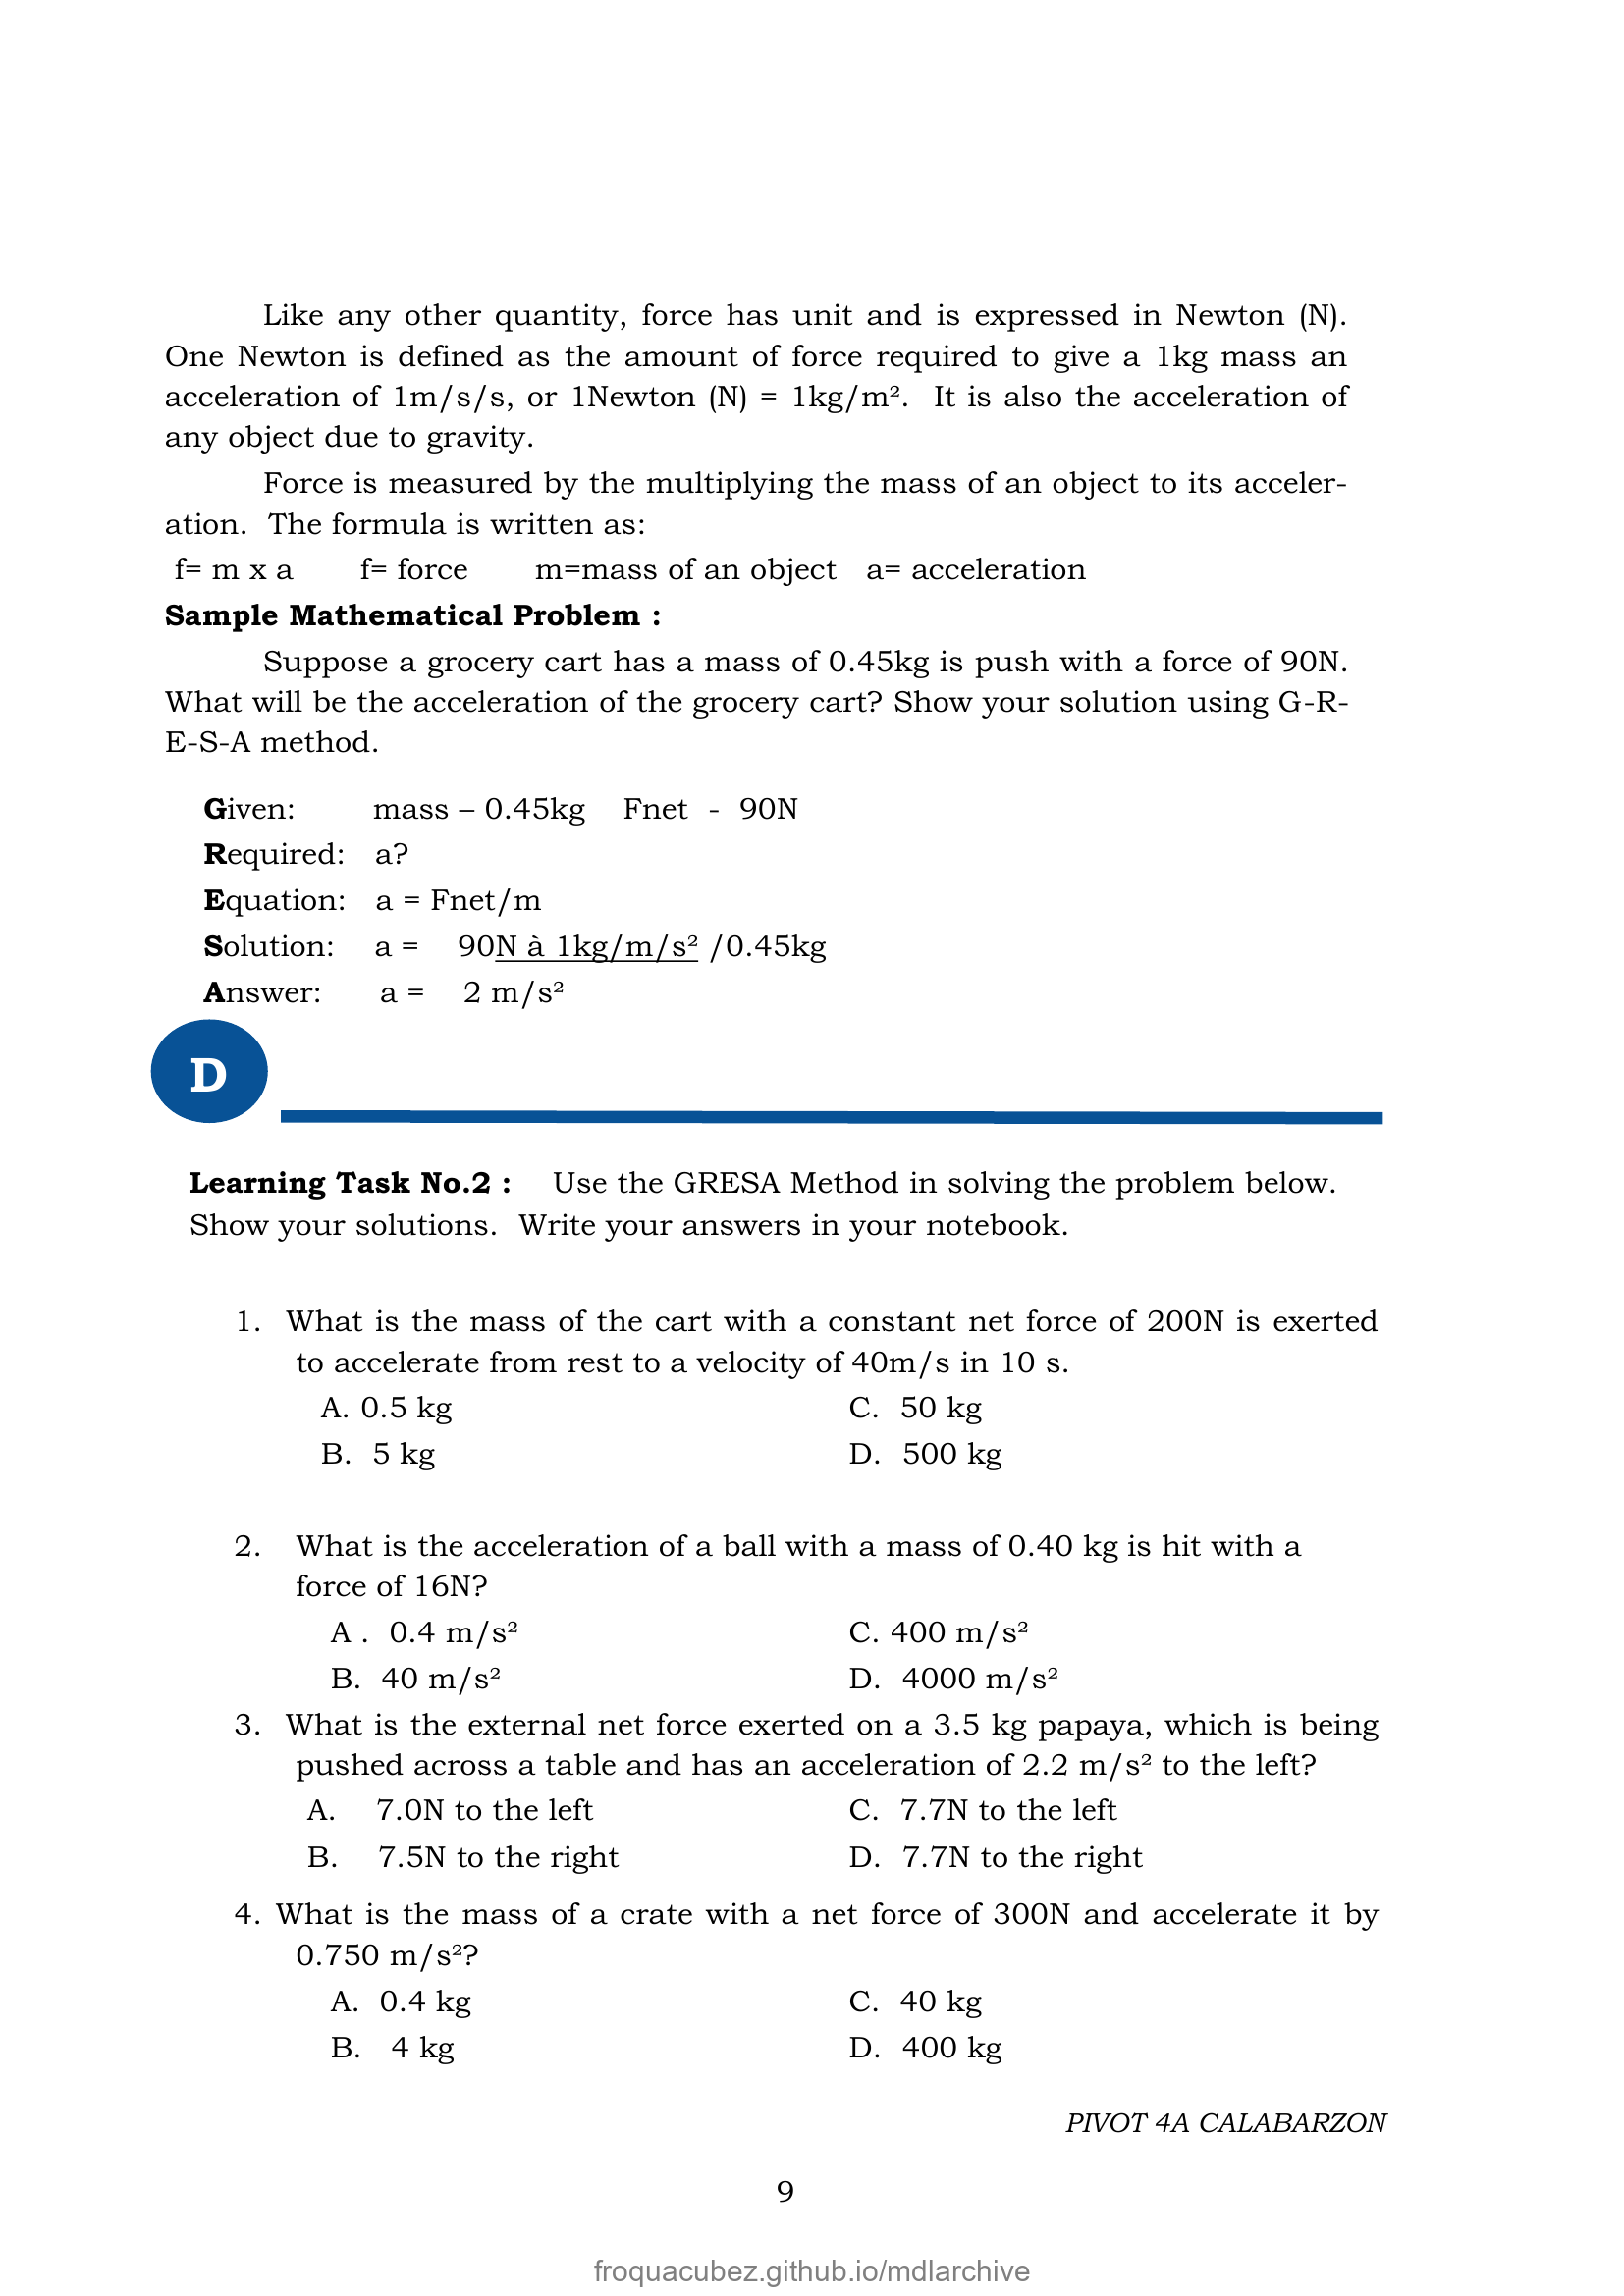 Like any other quantity, force has unit and is expressed in Newton (N).
One Newton is defined as the amount of force required to give a 1kg mass an
acceleration of 1m/s/s, or 1Newton (N) = 1kg/m². It is also the acceleration of
any object due to gravity.
Force is measured by the multiplying the mass of an object to its acceler-
ation. The formula is written as:
f= m x a f= force m=mass of an object a= acceleration
Sample Mathematical Problem :
Suppose a grocery cart has a mass of 0.45kg is push with a force of 90N.
What will be the acceleration of the grocery cart? Show your solution using G-R-
E-S-A method.
Given: mass – 0.45kg Fnet - 90N
Required: a?
Equation: a = Fnet/m
Solution: a = 90N à 1kg/m/s² /0.45kg
Answer: a = 2 m/s²
D
Learning Task No.2 : Use the GRESA Method in solving the problem below.
Show your solutions. Write your answers in your notebook.
1. What is the mass of the cart with a constant net force of 200N is exerted
to accelerate from rest to a velocity of 40m/s in 10 s.
A. 0.5 kg C. 50 kg
B. 5 kg D. 500 kg
2. What is the acceleration of a ball with a mass of 0.40 kg is hit with a
force of 16N?
A . 0.4 m/s² C. 400 m/s²
B. 40 m/s² D. 4000 m/s²
3. What is the external net force exerted on a 3.5 kg papaya, which is being
pushed across a table and has an acceleration of 2.2 m/s² to the left?
A. 7.0N to the left C. 7.7N to the left
B. 7.5N to the right D. 7.7N to the right
4. What is the mass of a crate with a net force of 300N and accelerate it by
0.750 m/s²?
A. 0.4 kg C. 40 kg
B. 4 kg D. 400 kg
PIVOT 4A CALABARZON
9
froquacubez.github.io/mdlarchive